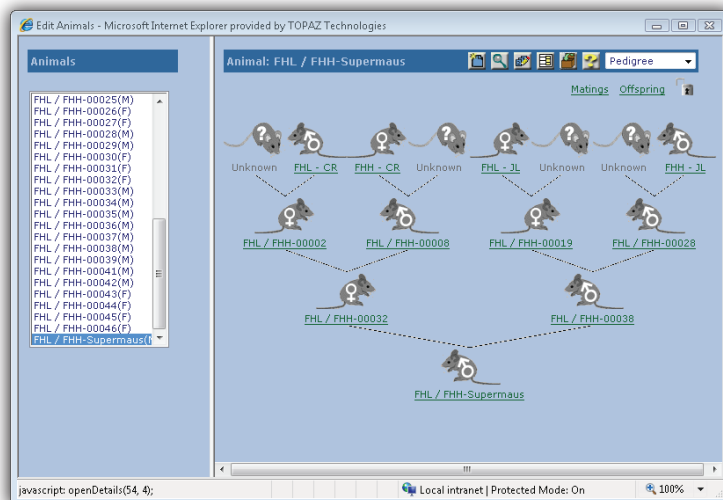 Edit Animals - Microsoft Internet Explorer provided by TOPAZ Technologies
Animals
Animal: FHL / FHH-Supermaus
Pedigree
Matings Offspring
FHL / FHH-00025(M)
FHL / FHH-00026(F)
FHL / FHH-00027(F)
FHL / FHH-00028(M)
FHL / FHH-00029(M)
FHL / FHH-00030(F)
FHL / FHH-00031(F)
FHL / FHH-00032(F)
FHL / FHH-00033(M)
FHL / FHH-00034(M)
FHL / FHH-00035(M)
FHL / FHH-00036(M)
FHL / FHH-00037(M)
FHL / FHH-00038(M)
FHL / FHH-00039(M)
FHL / FHH-00041(M)
FHL / FHH-00042(M)
FHL / FHH-00043(F)
FHL / FHH-00044(F)
FHL / FHH-00045(F)
FHL / FHH-00046(F)
FHL / FHH-Supermaus(M
? ? ? ?
Unknown FHL - CR FHH - CR Unknown FHL - JL Unknown Unknown FHH - JL
FHL / FHH-00002 FHL / FHH-00008 FHL / FHH-00019 FHL / FHH-00028
FHL / FHH-00032 FHL / FHH-00038
FHL / FHH-Supermaus
javascript: openDetails(54, 4); Local intranet | Protected Mode: On 100%